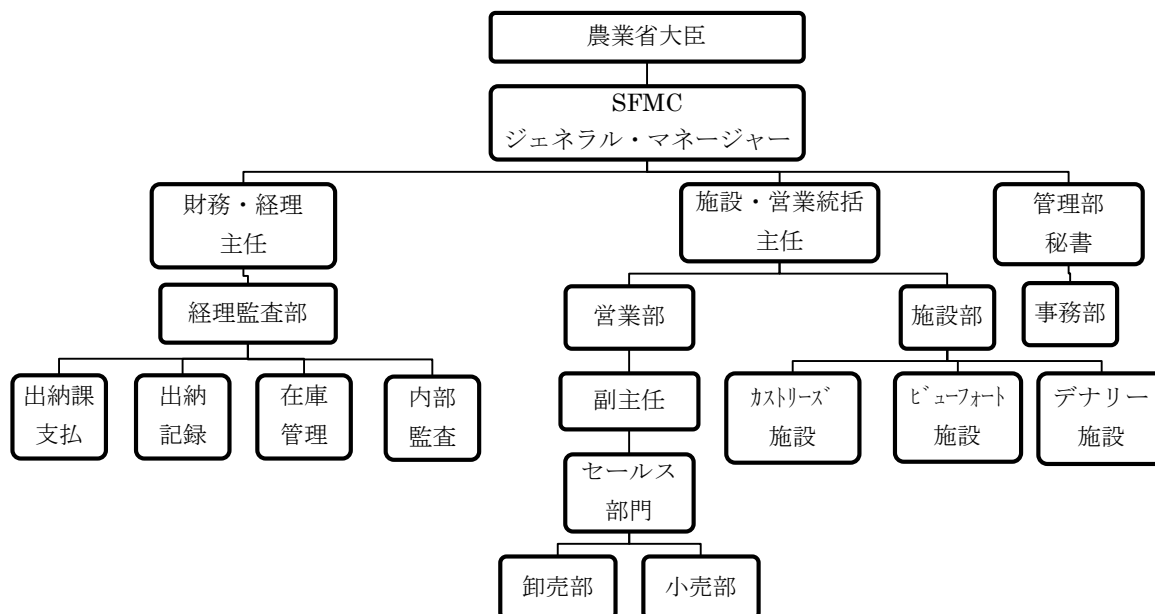 農業省大臣
SFMC
ジェネラル・マネージャー
財務・経理
主任
施設・営業統括
主任
管理部
秘書
経理監査部
営業部
施設部
事務部
出納課
支払
出納
記録
在庫
管理
内部
監査
副主任
ｶｽﾄﾘｰｽﾞ
施設
ﾋﾞｭｰﾌｫｰﾄ
施設
デナリー
施設
セールス
部門
卸売部
小売部